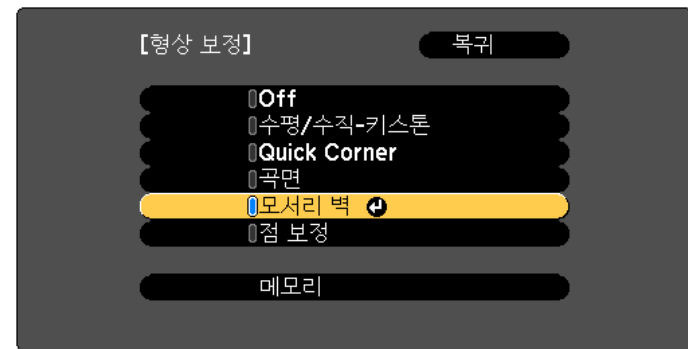 [형상 보정] 복귀
Off
수평/수직-키스톤
Quick Corner
곡면
모서리 벽
점 보정
메모리